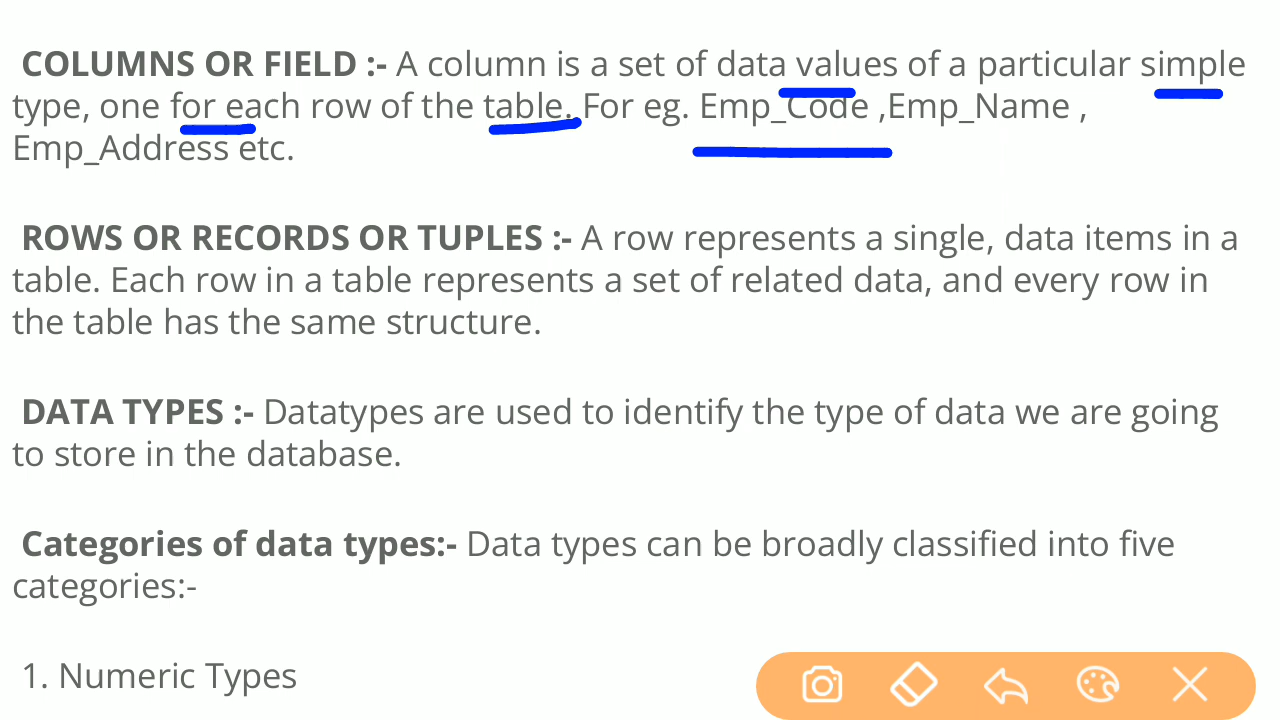 COLUMNS OR FIELD :- A column is a set of data values of a particular simple
type, one for each row of the table. For eg. Emp_Code ,Emp_Name ,
Emp_Address etc.
ROWS OR RECORDS OR TUPLES :- A row represents a single, data items in a
table. Each row in a table represents a set of related data, and every row in
the table has the same structure.
DATA TYPES :- Datatypes are used to identify the type of data we are going
to store in the database.
Categories of data types:- Data types can be broadly classified into five
categories:-
1. Numeric Types